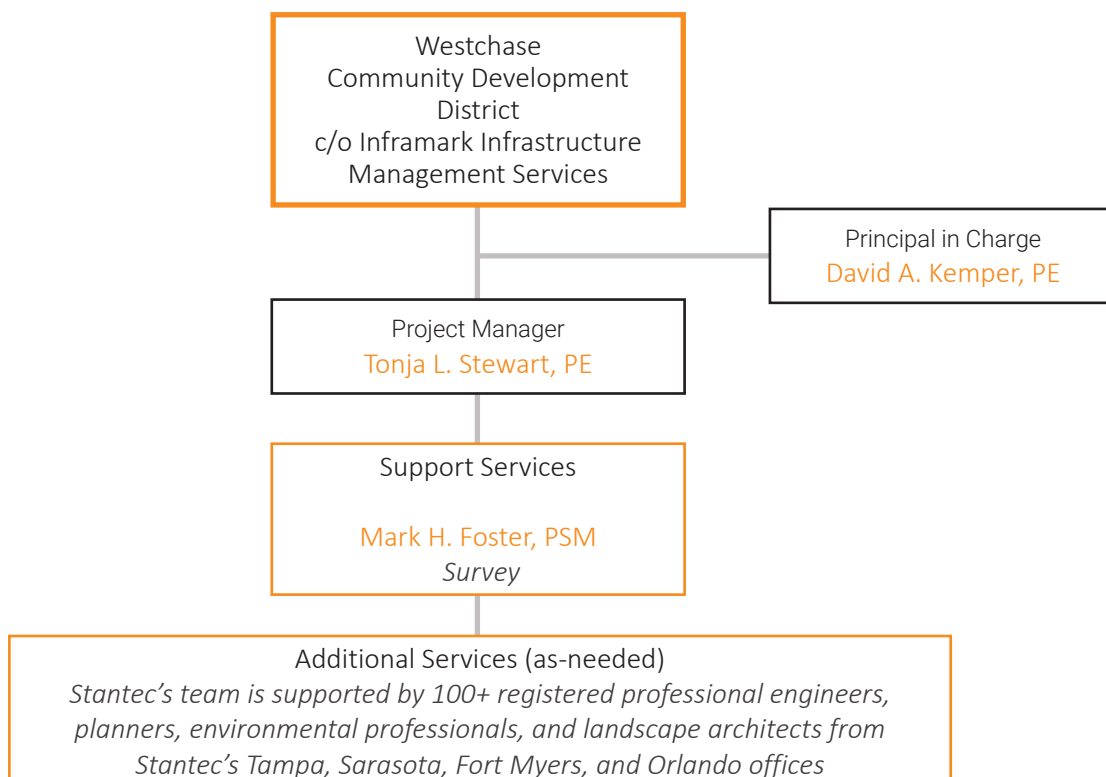 Westchase
Community Development
District
c/o Inframark Infrastructure
Management Services
Principal in Charge
David A. Kemper, PE
Project Manager
Tonja L. Stewart, PE
Support Services
Mark H. Foster, PSM
Survey
Additional Services (as-needed)
Stantec’s team is supported by 100+ registered professional engineers,
planners, environmental professionals, and landscape architects from
Stantec’s Tampa, Sarasota, Fort Myers, and Orlando offices